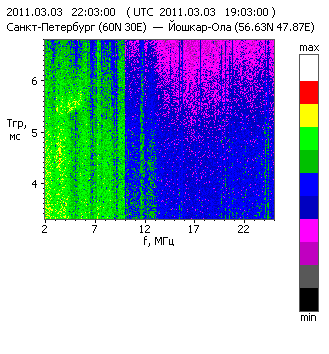 2011.03.03 22:03:00 (UTC 2011.03.03 19:03:00)
Санкт-Петербург (60N 30E) — Йошкар-Ола (56.63N 47.87E)
max
6
Тгр,
мс
5
4
2 7 12 17 22
f, МГц
min